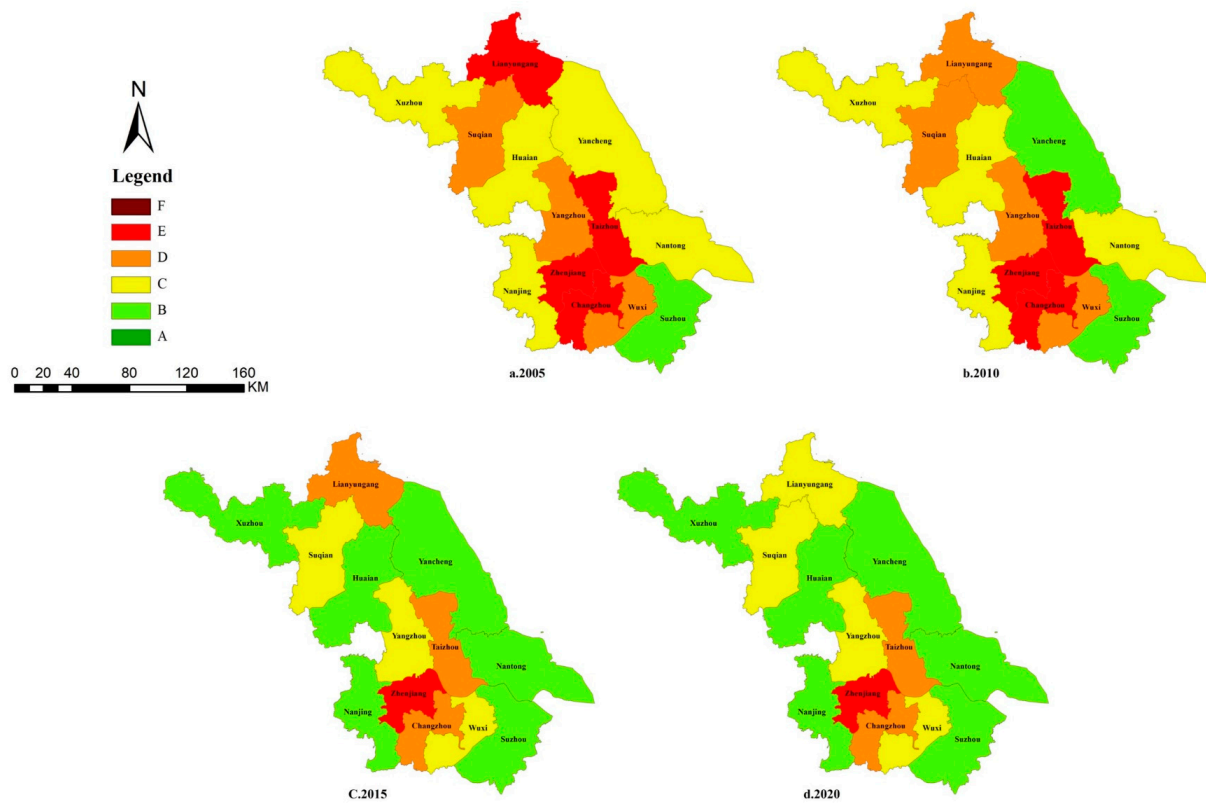 N
Legend
F
E
D
C
B
A
0 20 40 80 120 160
KM
Lianyungang
Xuzhou
Suqian
Yancheng
Huaian
Yangzhou
Taizhou
Nantong
Zhenjiang
Nanjing
Changzhou
Wuxi
Suzhou
a.2005
Lianyungang
Xuzhou
Yancheng
Suqian
Huaian
Yangzhou
Taizhou
Nantong
Zhenjiang
Nanjing
Changzhou
Wuxi
Suzhou
b.2010
Lianyungang
Xuzhou
Suqian
Yancheng
Huaian
Yangzhou
Taizhou
Nantong
Zhenjiang
Nanjing
Changzhou
Wuxi
Suzhou
C.2015
Lianyungang
Xuzhou
Suqian
Yancheng
Huaian
Yangzhou
Taizhou
Nantong
Zhenjiang
Nanjing
Changzhou
Wuxi
Suzhou
d.2020